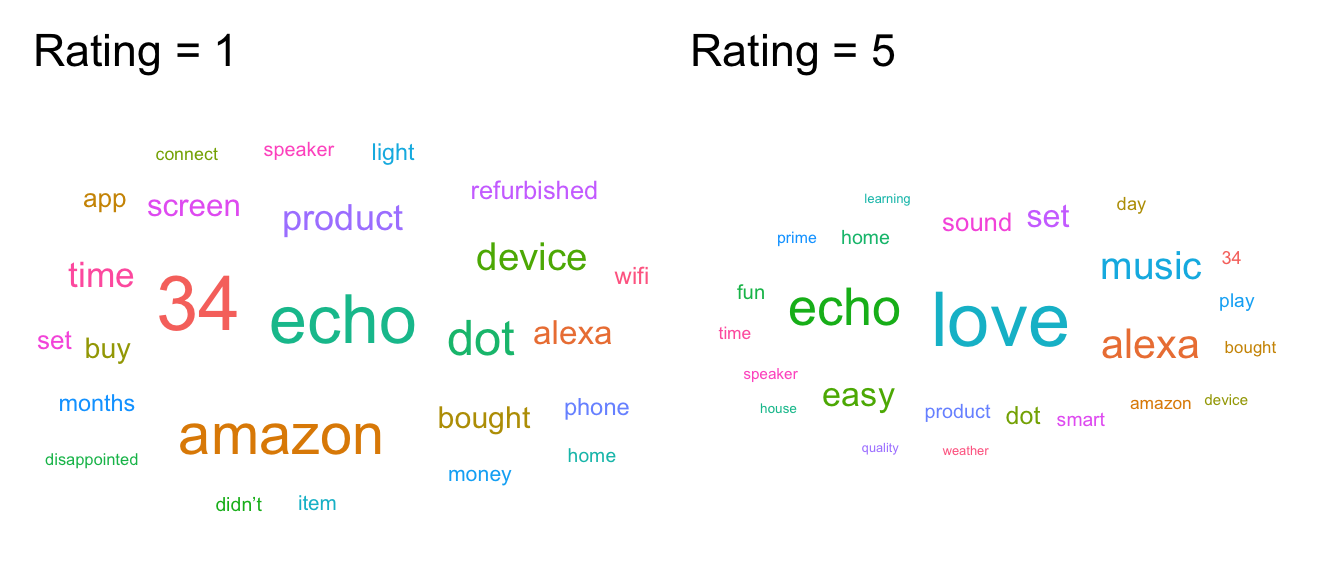 Rating = 1
connect speaker light
app screen product refurbished
time 34 echo device wifi
set buy dot alexa
months amazon bought phone
disappointed money home
didn’t item
Rating = 5
learning sound set day
prime home music 34
fun echo love play
time alexa bought
speaker easy amazon device
house product dot smart
quality weather